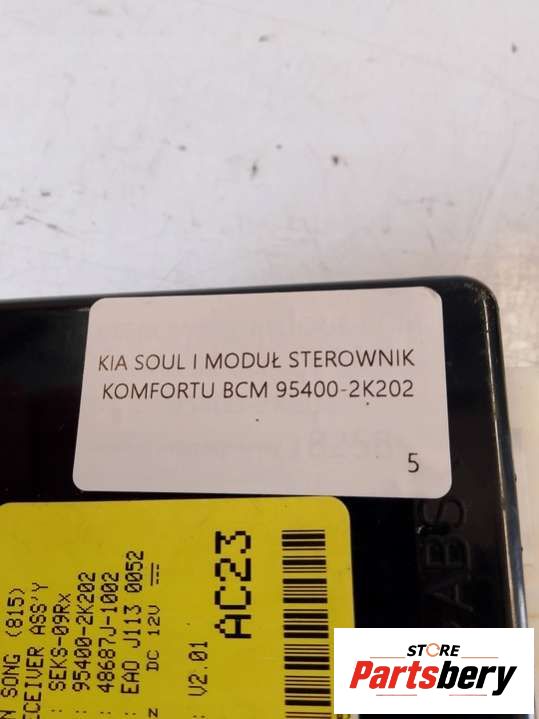 KIA SOUL I MODUŁ STEROWNIK
KOMFORTU BCM 95400-2K202
5
SONG (815)
ASS'Y
: SEKS-09Rx
: 95400-2K202
: 48687J-1002
: EAO J113 0052
DC 12V
: V2.01
AC23
ABS
STORE
Partsbery